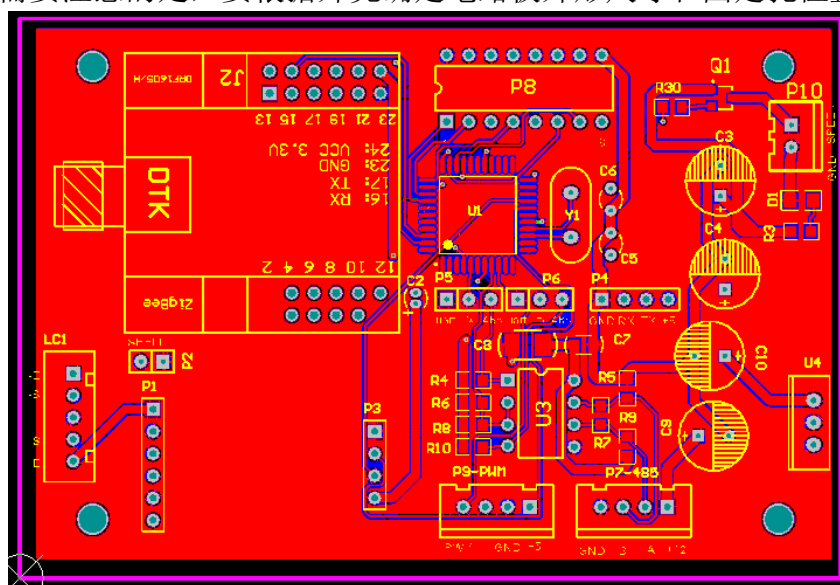 J2
DRF1605/H
23 21 19 17 15 13
24: VCC 3.3V
23: GND
17: TX
16: RX
DTK
12 10 8 6 4 2
ZigBee
P8
Q1
R30
P10
SPEE
GND
C3
D1
R3
C4
C6
Y1
C5
U1
P5
P6
P4
GND RX TX +5
C2
C8
C7
LC1
P2
P1
P3
R4
R6
R8
R10
U3
R5
R9
R7
C10
U4
C9
P9-PWM
P7-485
PWM GND +5
GND B A +12